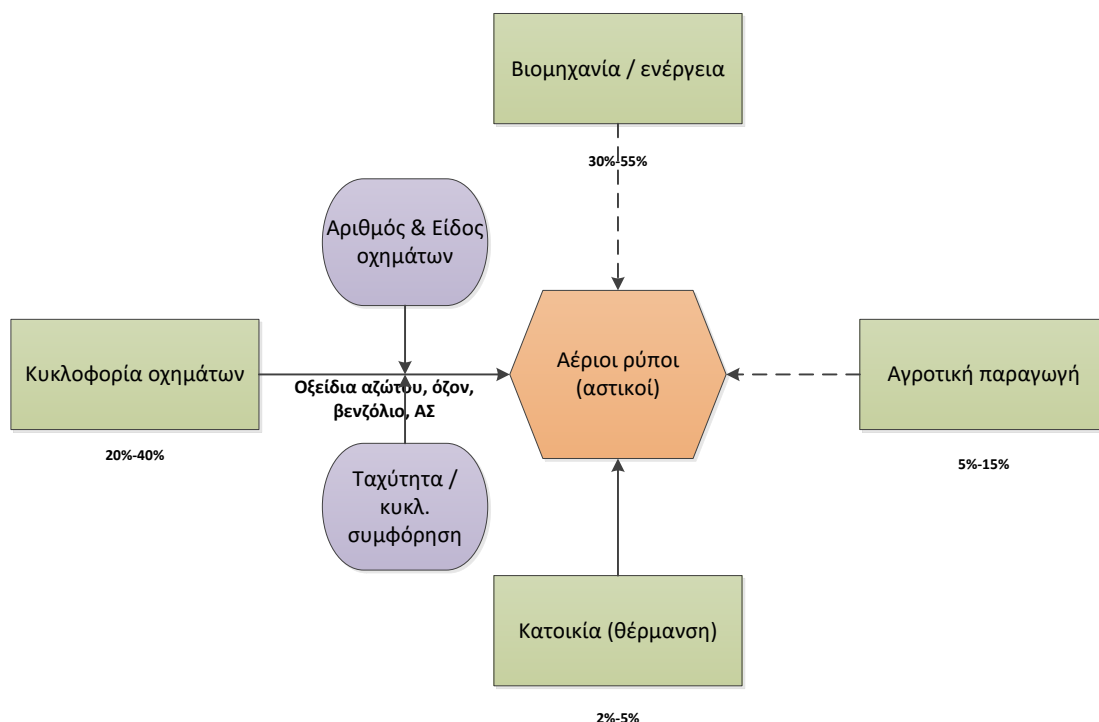 Βιομηχανία / ενέργεια
30%-55%
Αριθμός & Είδος
οχημάτων
Κυκλοφορία οχημάτων
20%-40%
Οξείδια αζώτου, όζον,
βενζόλιο, ΑΣ
Αέριοι ρύποι
(αστικοί)
Αγροτική παραγωγή
5%-15%
Ταχύτητα /
κυκλ.
συμφόρηση
Κατοικία (θέρμανση)
2%-5%